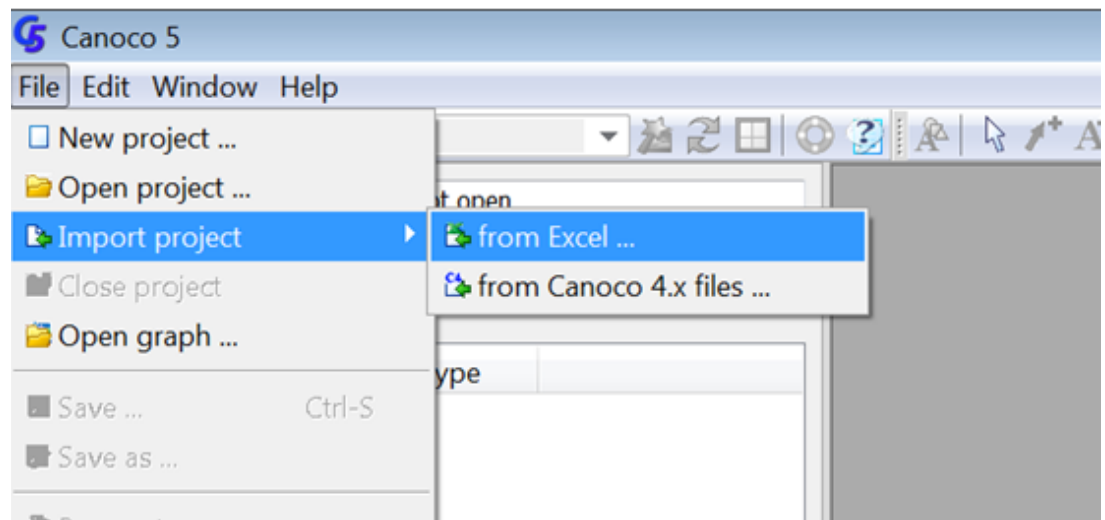 Canoco 5
File Edit Window Help
New project ...
Open project ...
t open
Import project
from Excel ...
Close project
from Canoco 4.x files ...
Open graph ...
ype
Save ... Ctrl-S
Save as ...